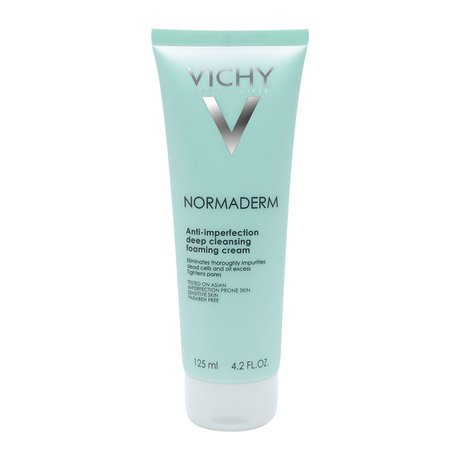 VICHY
LABORATOIRES
V
NORMADERM
Anti-imperfection
deep cleansing
foaming cream
Eliminates thoroughly impurities
dead cells and oil excess
Tightens pores
TESTED ON ASIAN
IMPERFECTION PRONE SKIN
SENSITIVE SKIN
PARABEN FREE
125 ml 4.2 FL.OZ.